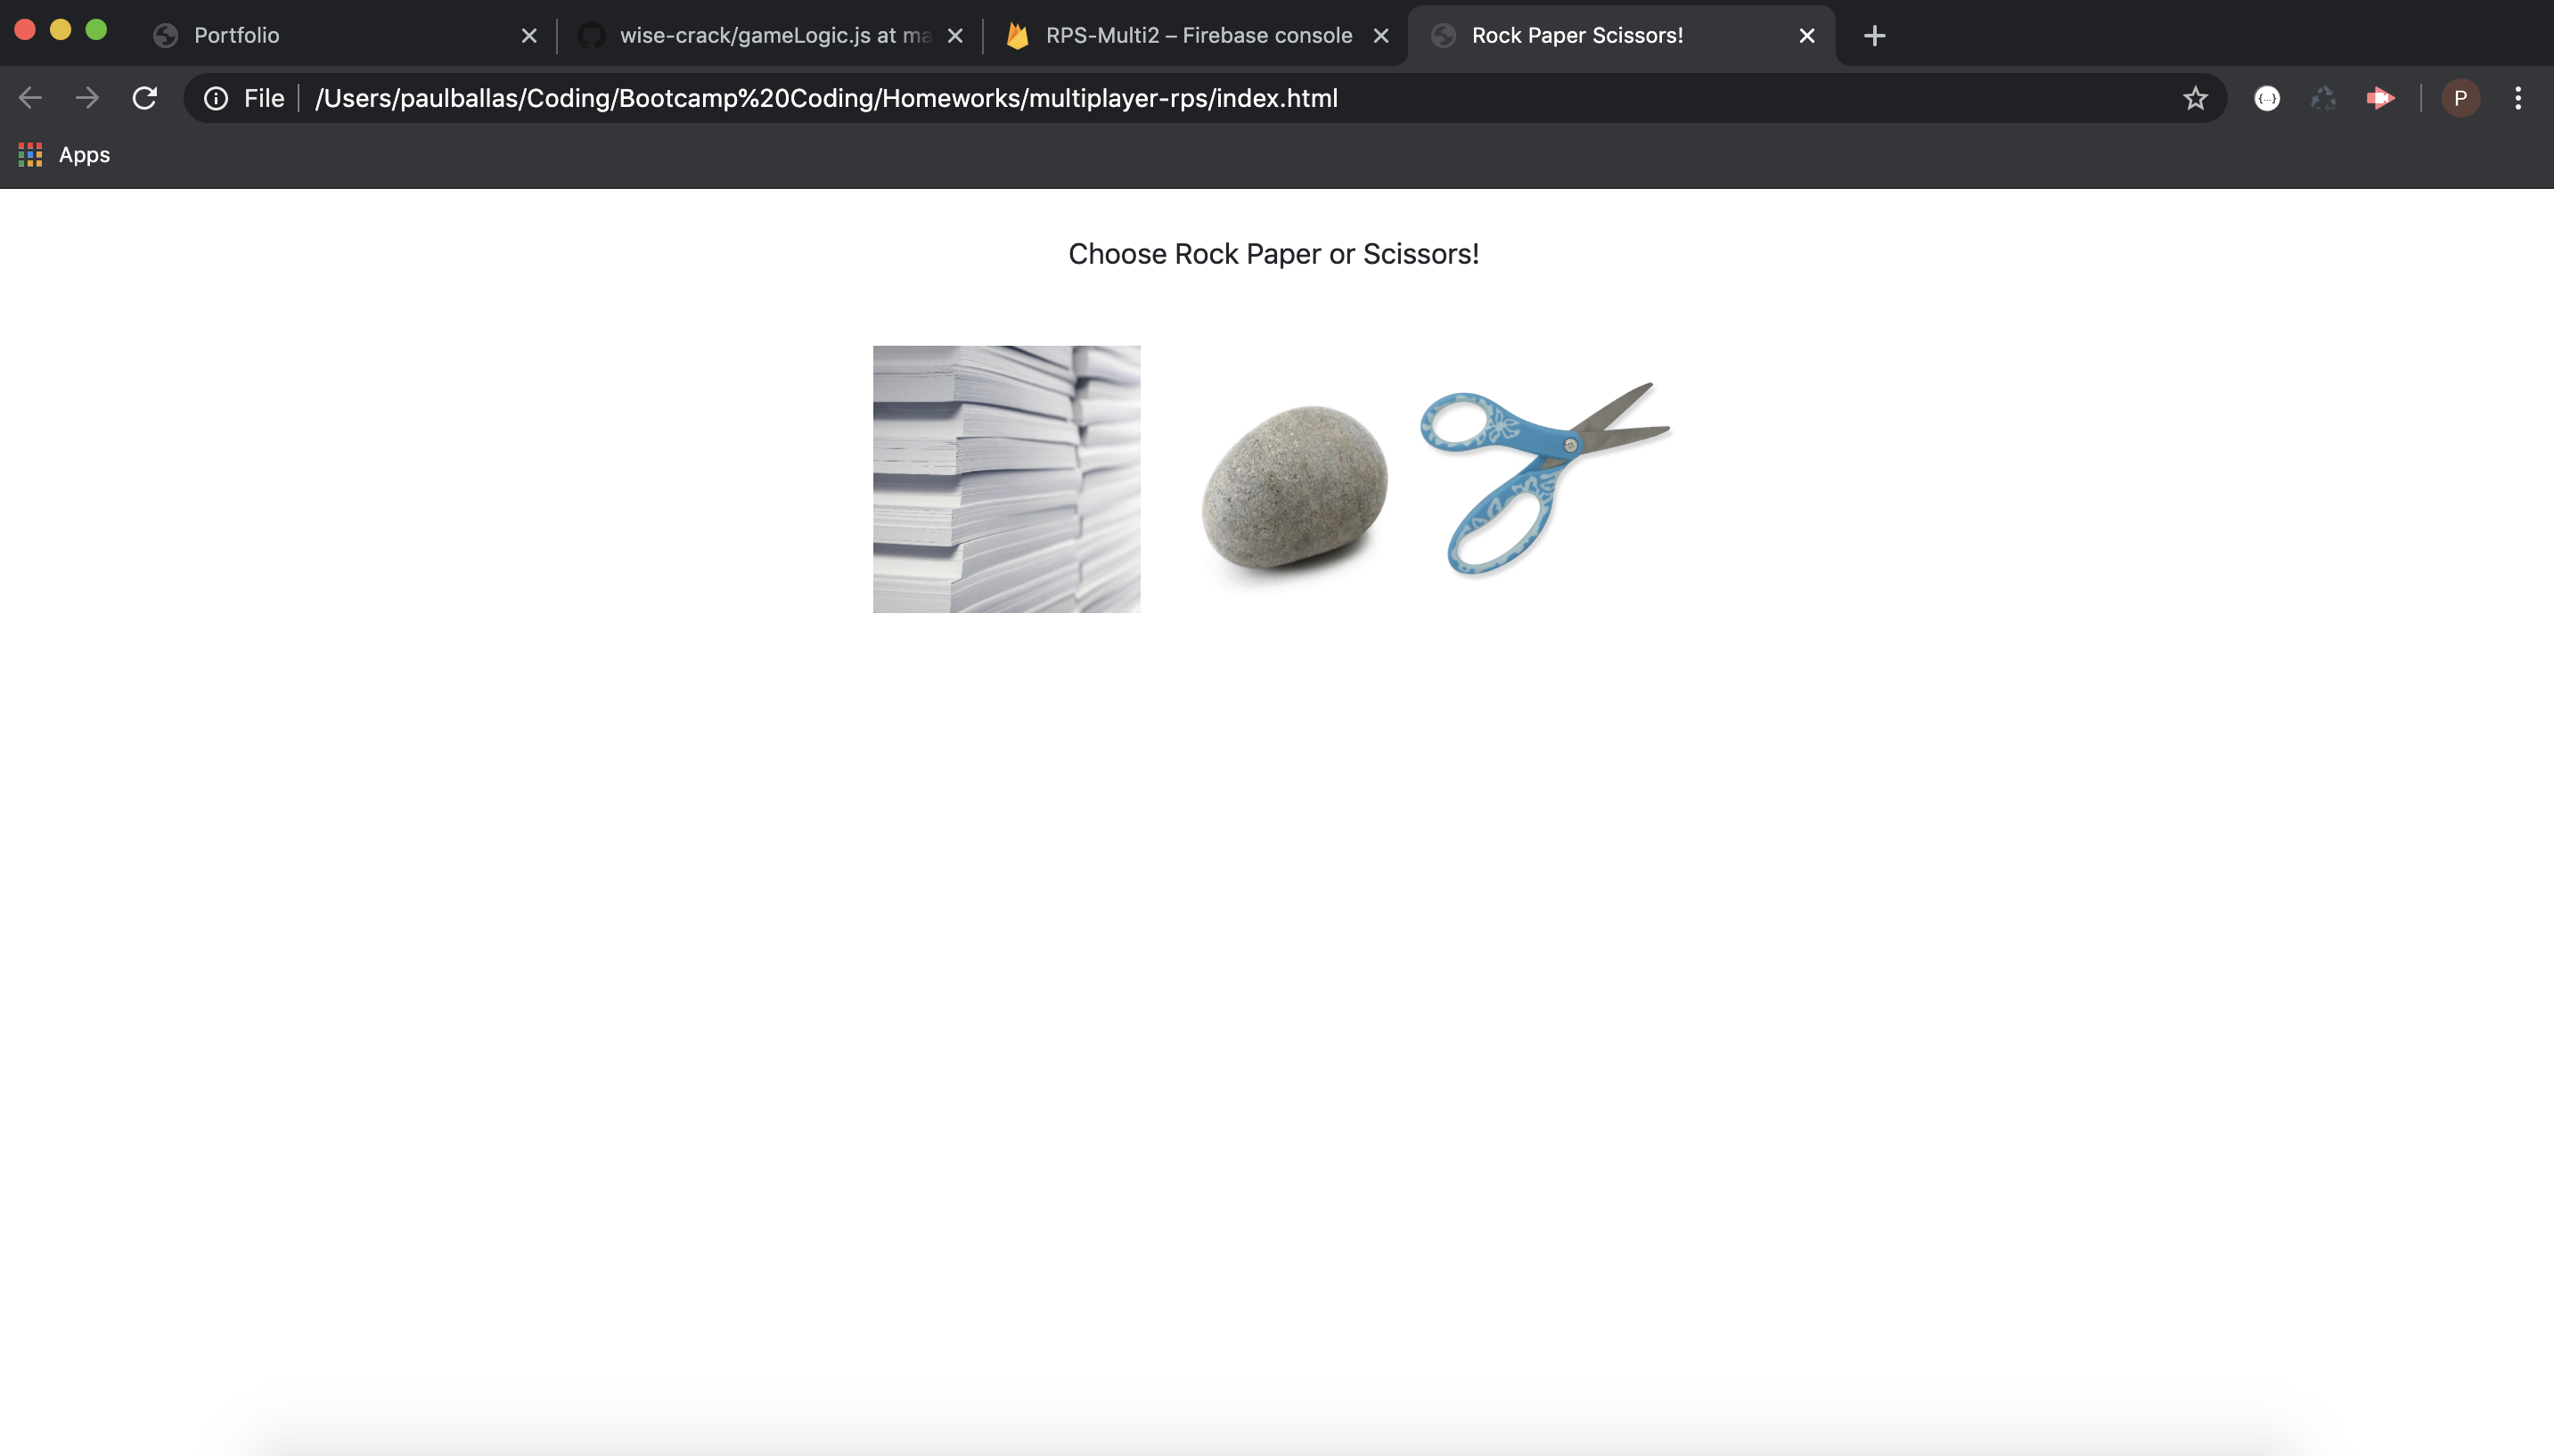 Portfolio
wise-crack/gameLogic.js at ma
RPS-Multi2 – Firebase console
Rock Paper Scissors!
File
/Users/paulballas/Coding/Bootcamp%20Coding/Homeworks/multiplayer-rps/index.html
P
Apps
Choose Rock Paper or Scissors!